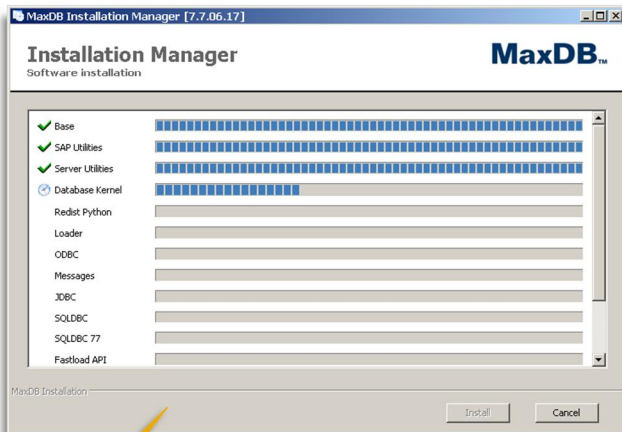 MaxDB Installation Manager [7.7.06.17]
Installation Manager
Software installation
MaxDB™
Base
SAP Utilities
Server Utilities
Database Kernel
Redist Python
Loader
ODBC
Messages
JDBC
SQLDBC
SQLDBC 77
Fastload API
MaxDB Installation
Install
Cancel